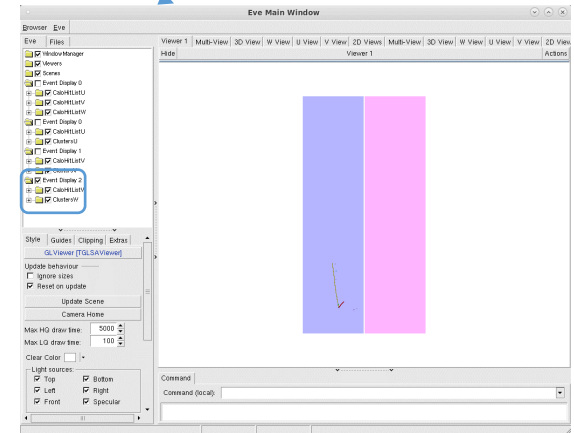 Eve Main Window
Browser Eve
Eve Files
Window Manager
Viewers
Scenes
Event Display 0
CaloHitListU
CaloHitListV
CaloHitListW
Event Display 0
CaloHitListU
ClustersU
Event Display 1
CaloHitListV
ClustersV
Event Display 2
CaloHitListW
ClustersW
Style Guides Clipping Extras
GLViewer [TGLSAViewer]
Update behaviour
Ignore sizes
Reset on update
Update Scene
Camera Home
Max HQ draw time: 5000
Max LQ draw time: 100
Clear Color
Light sources:
Top Bottom
Left Right
Front Specular
Viewer 1 Multi-View 3D View W View U View V View 2D Views Multi-View 3D View W View U View V View 2D View
Hide Viewer 1 Actions
Command
Command (local):